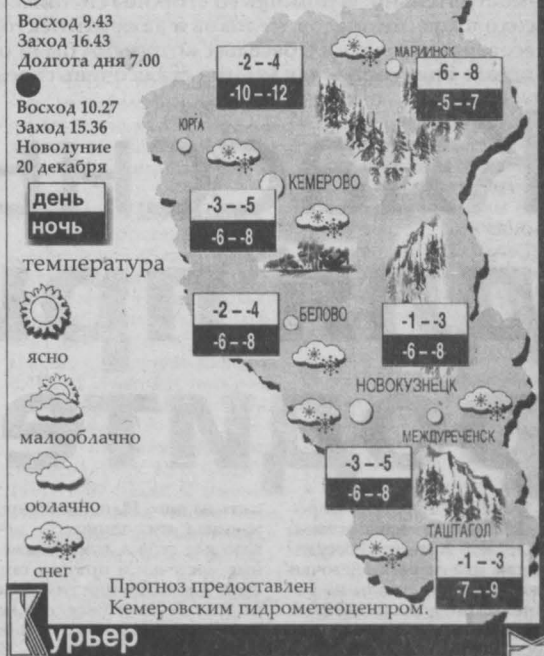 Восход 9.43
Заход 16.43
Долгота дня 7.00
Восход 10.27
Заход 15.36
Новолуние
20 декабря
день
ночь
температура
ясно
малооблачно
облачно
снег
-2 – -4
-10 – -12
МАРИИНСК
-6 – -8
-5 – -7
ЮРГА
КЕМЕРОВО
-3 – -5
-6 – -8
-2 – -4
-6 – -8
БЕЛОВО
-1 – -3
-6 – -8
НОВОКУЗНЕЦК
МЕЖДУРЕЧЕНСК
-3 – -5
-6 – -8
ТАШТАГОЛ
-1 – -3
-7 – -9
Прогноз предоставлен
Кемеровским гидрометеоцентром.
Курьер